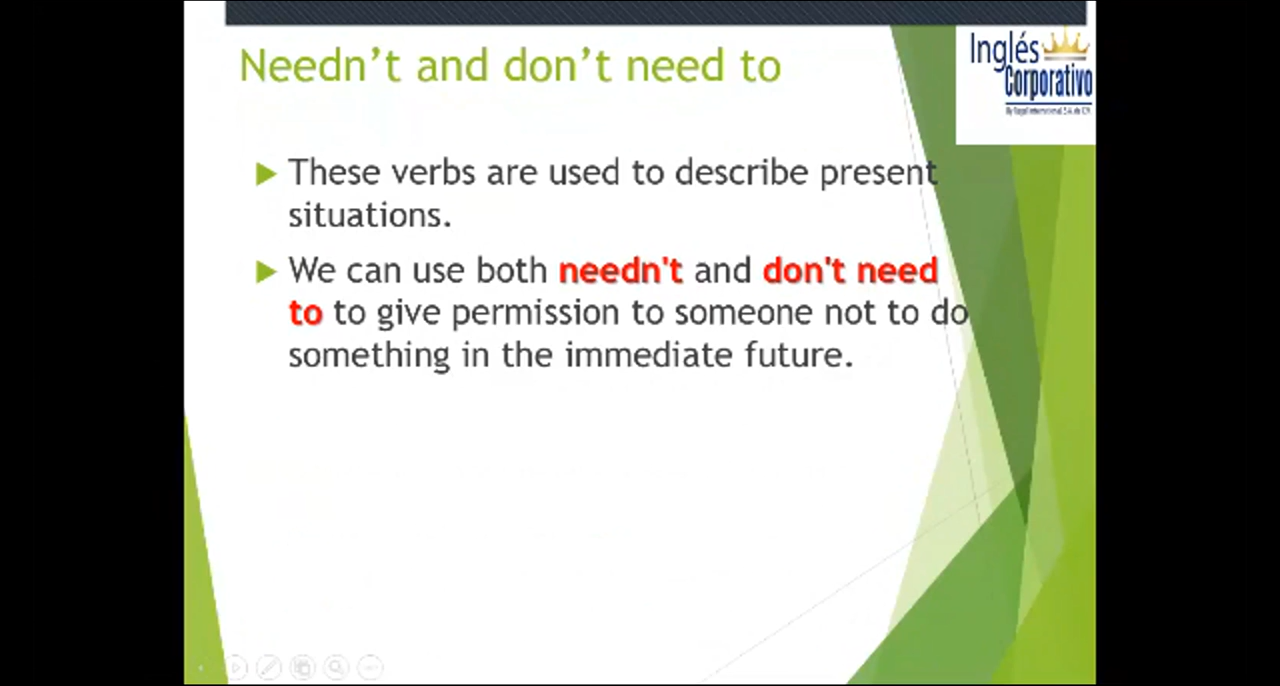 Needn’t and don’t need to
Inglés
Corporativo
These verbs are used to describe present
situations.
We can use both needn't and don't need
to to give permission to someone not to do
something in the immediate future.